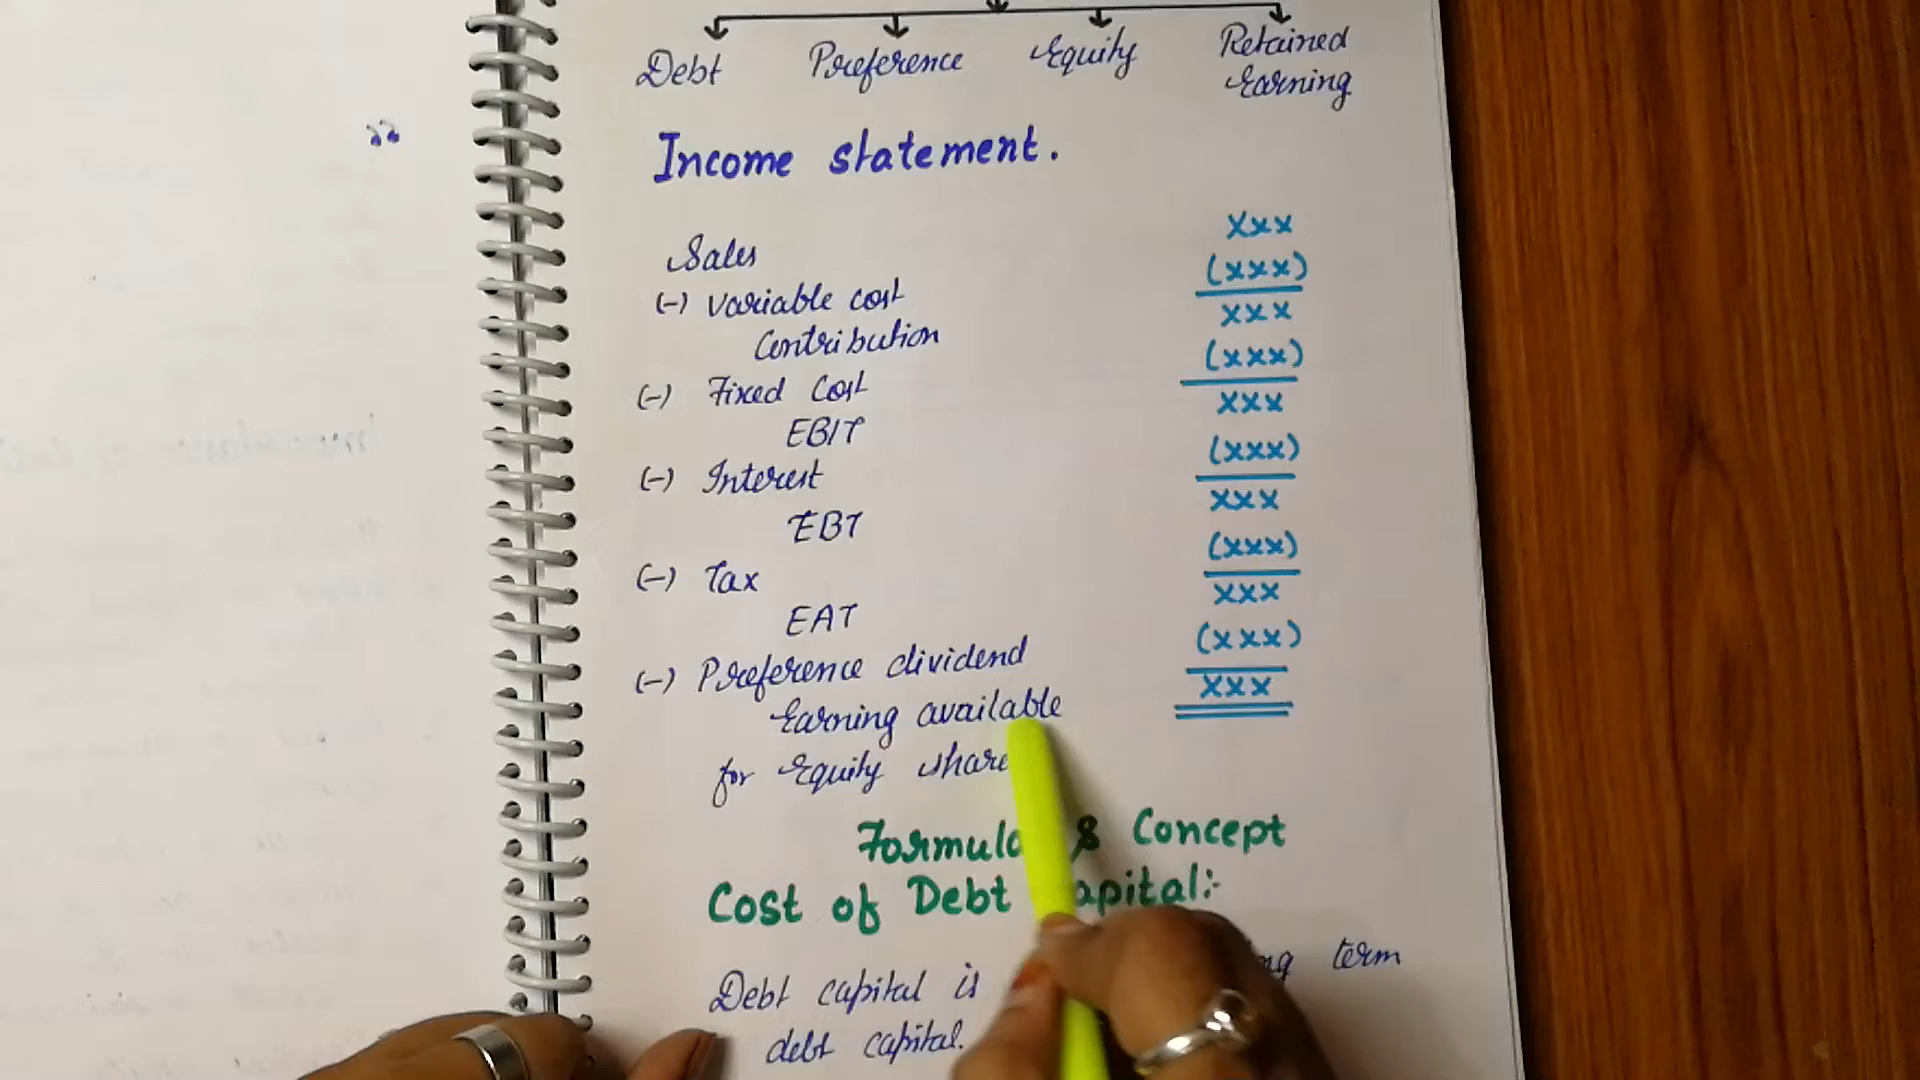 Debt Preference Equity Retained Earning
Income statement.
Sales xxx
(-) variable cost (xxx)
Contribution xxx
(-) Fixed Cost (xxx)
EBIT xxx
(-) Interest (xxx)
EBT xxx
(-) Tax (xxx)
EAT xxx
(-) Preference dividend (xxx)
Earning available xxx
for Equity share
Formula & Concept
Cost of Debt Capital:-
Debt capital is term
debt capital.